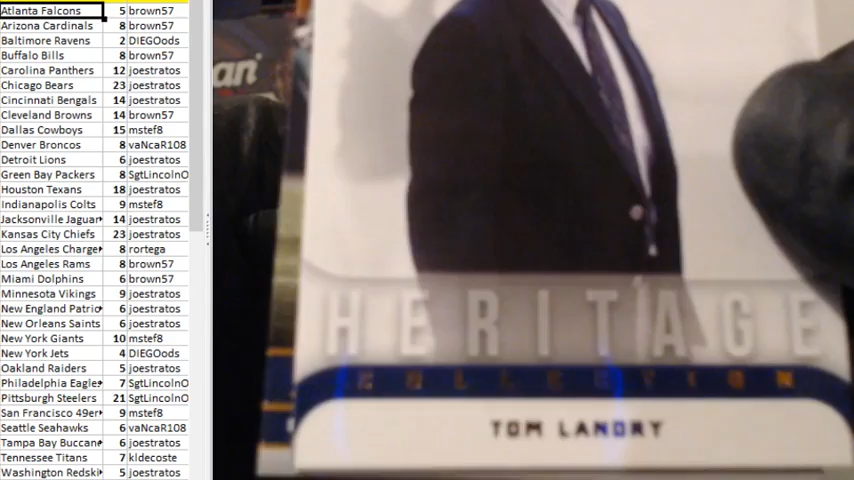 Atlanta Falcons 5 brown57
Arizona Cardinals 8 brown57
Baltimore Ravens 2 DIEGOods
Buffalo Bills 8 brown57
Carolina Panthers 12 joestratos
Chicago Bears 23 joestratos
Cincinnati Bengals 14 joestratos
Cleveland Browns 14 brown57
Dallas Cowboys 15 mstef8
Denver Broncos 8 vaNcaR108
Detroit Lions 6 joestratos
Green Bay Packers 8 SgtLincolnO
Houston Texans 18 joestratos
Indianapolis Colts 9 mstef8
Jacksonville Jaguar 14 joestratos
Kansas City Chiefs 23 joestratos
Los Angeles Charge 8 rortega
Los Angeles Rams 8 brown57
Miami Dolphins 6 brown57
Minnesota Vikings 9 joestratos
New England Patrio 6 joestratos
New Orleans Saints 6 joestratos
New York Giants 10 mstef8
New York Jets 4 DIEGOods
Oakland Raiders 5 joestratos
Philadelphia Eagle 7 SgtLincolnO
Pittsburgh Steelers 21 SgtLincolnO
San Francisco 49er 9 mstef8
Seattle Seahawks 6 vaNcaR108
Tampa Bay Buccan 6 joestratos
Tennessee Titans 7 kldecoste
Washington Redski 5 joestratos
an
HERITAGE
COLLECTION
TOM LANDRY